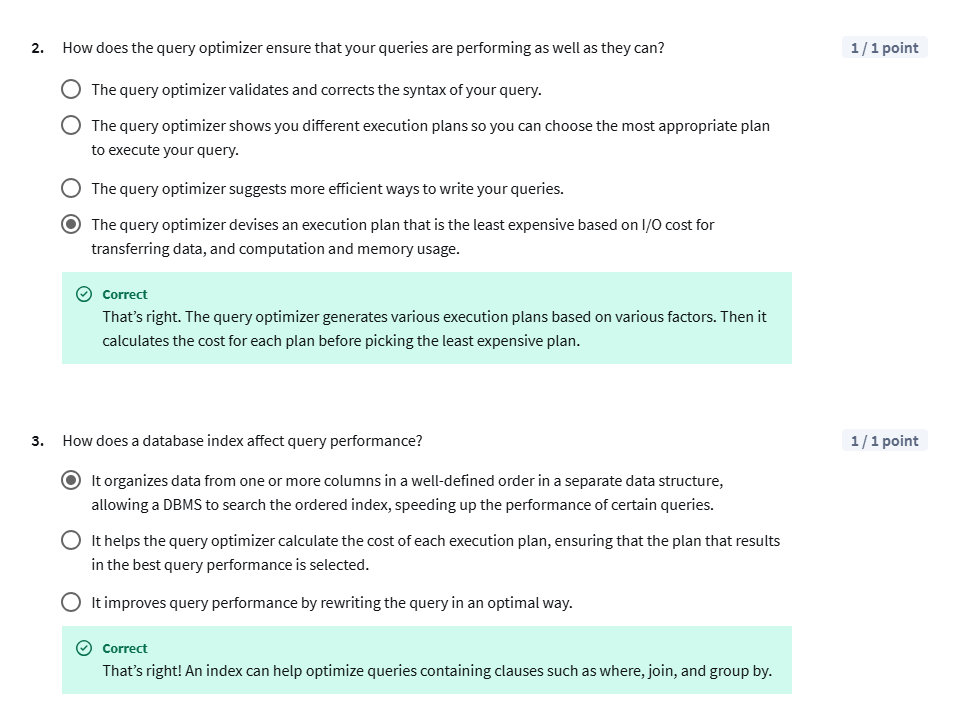 2. How does the query optimizer ensure that your queries are performing as well as they can? 1 / 1 point
The query optimizer validates and corrects the syntax of your query.
The query optimizer shows you different execution plans so you can choose the most appropriate plan
to execute your query.
The query optimizer suggests more efficient ways to write your queries.
The query optimizer devises an execution plan that is the least expensive based on I/O cost for
transferring data, and computation and memory usage.
Correct
That’s right. The query optimizer generates various execution plans based on various factors. Then it
calculates the cost for each plan before picking the least expensive plan.
3. How does a database index affect query performance? 1 / 1 point
It organizes data from one or more columns in a well-defined order in a separate data structure,
allowing a DBMS to search the ordered index, speeding up the performance of certain queries.
It helps the query optimizer calculate the cost of each execution plan, ensuring that the plan that results
in the best query performance is selected.
It improves query performance by rewriting the query in an optimal way.
Correct
That’s right! An index can help optimize queries containing clauses such as where, join, and group by.